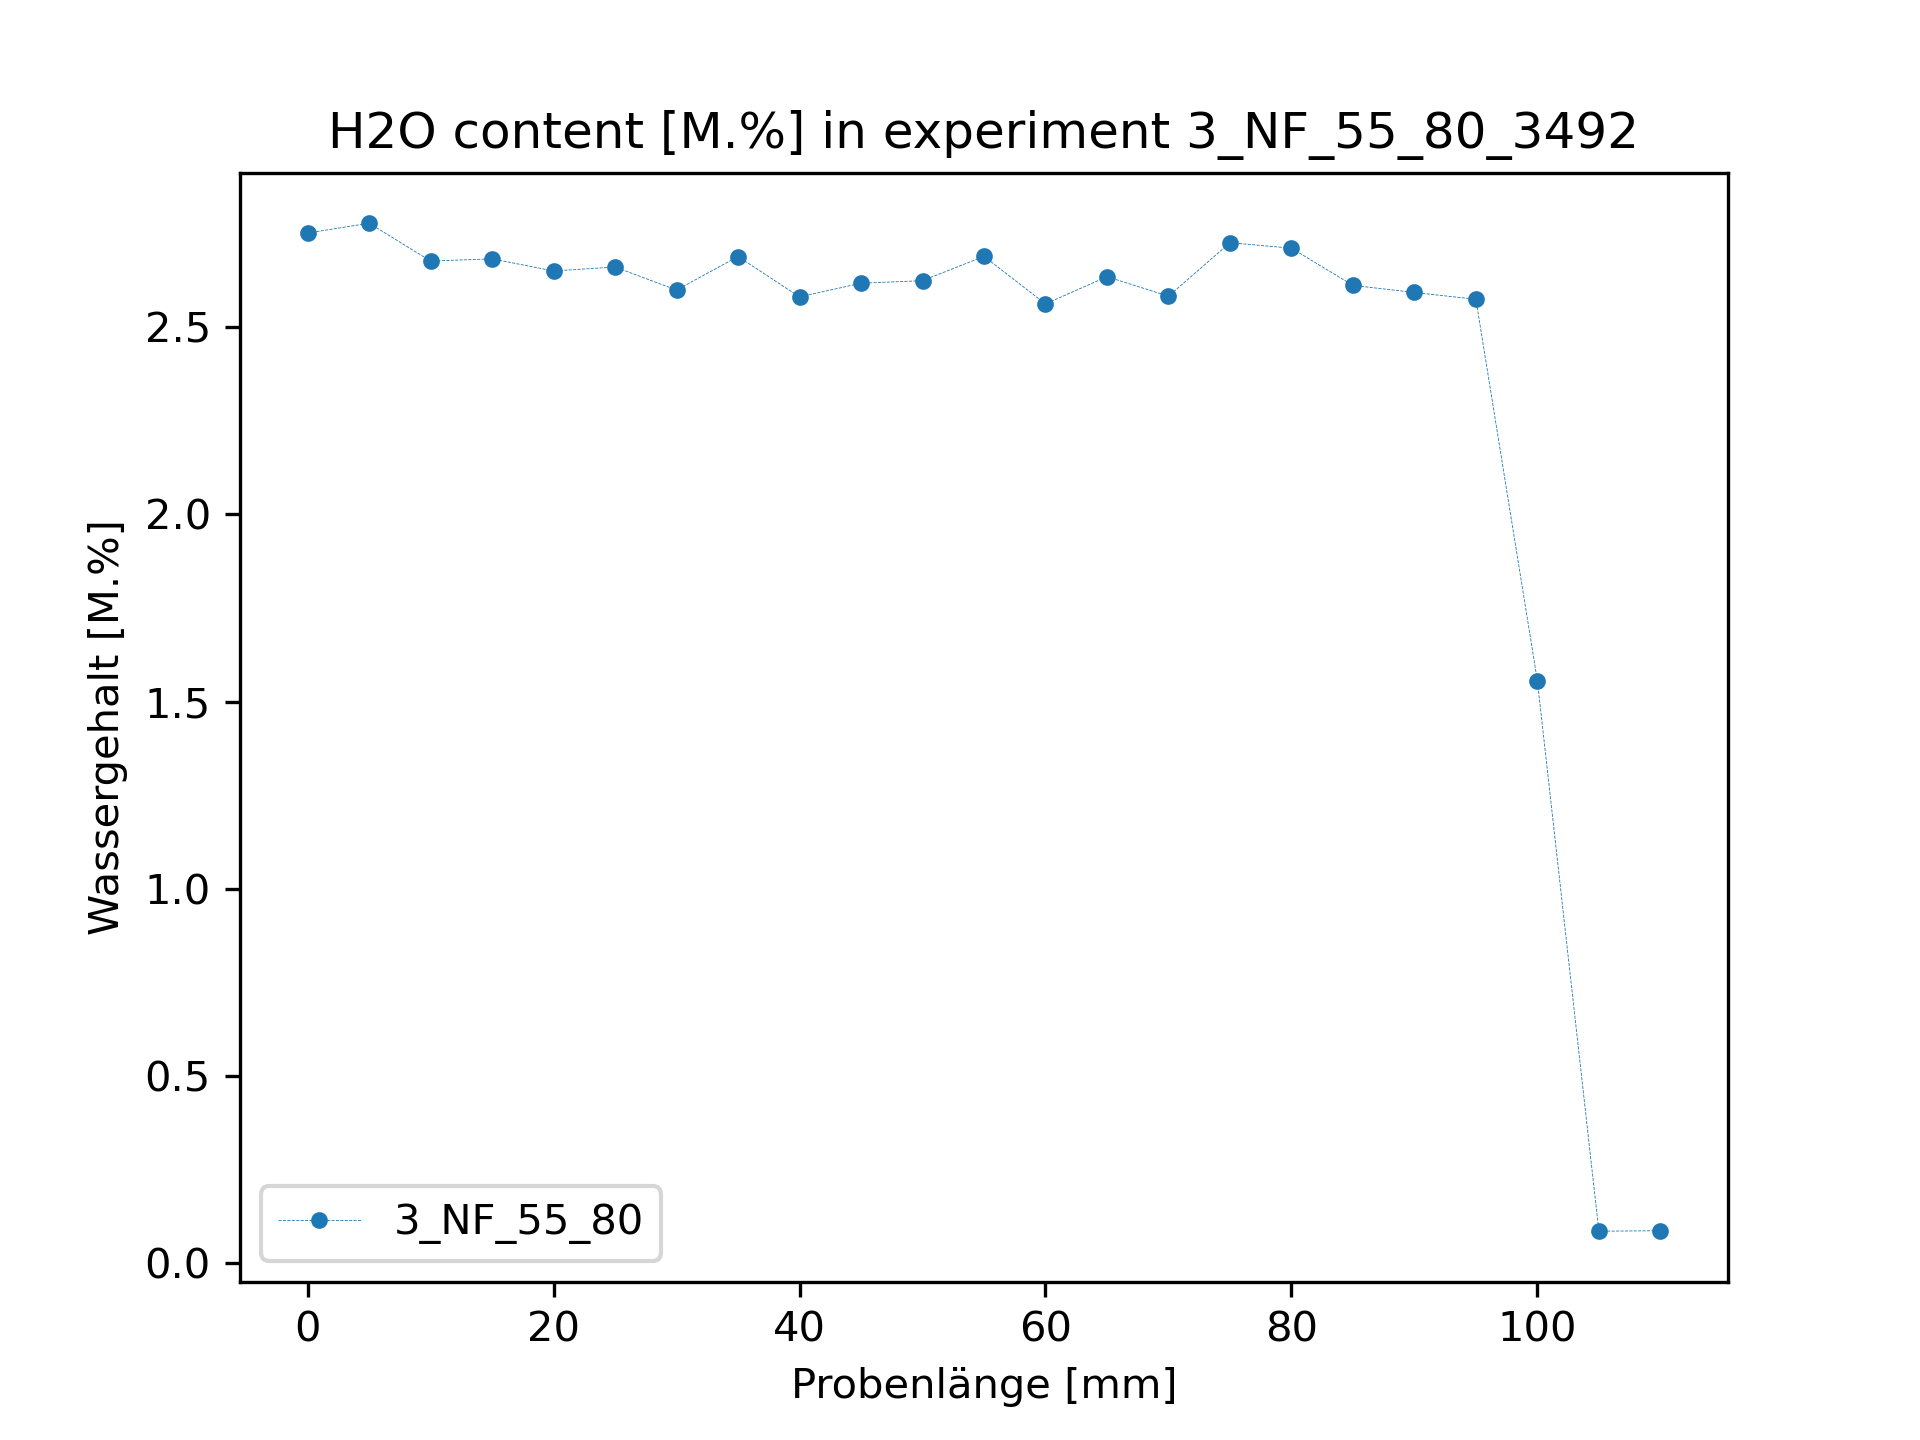 H2O content [M.%] in experiment 3_NF_55_80_3492
Wassergehalt [M.%]
2.5
2.0
1.5
1.0
0.5
0.0
3_NF_55_80
0 20 40 60 80 100
Probenlänge [mm]